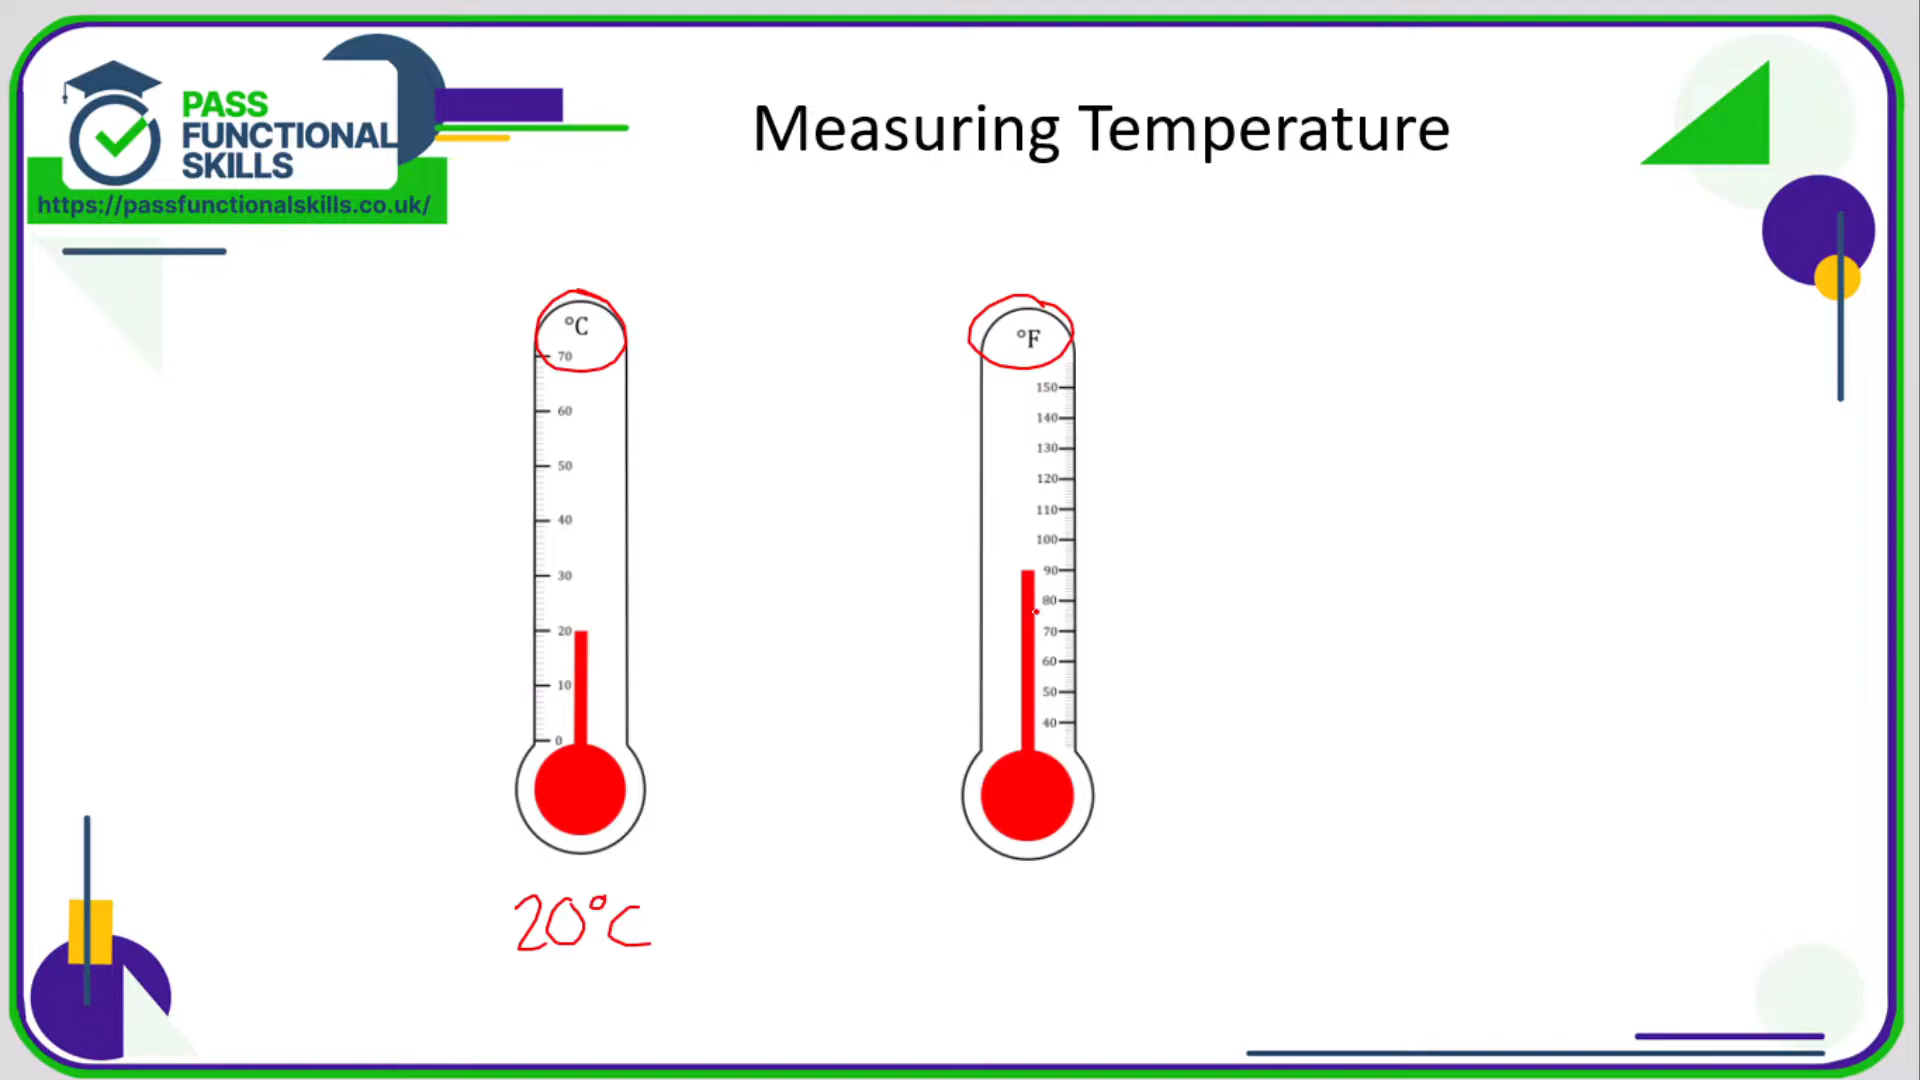 PASS
FUNCTIONAL
SKILLS
https://passfunctionalskills.co.uk/
Measuring Temperature
°C
70
60
50
40
30
20
10
0
°F
150
140
130
120
110
100
90
80
70
60
50
40
20°C